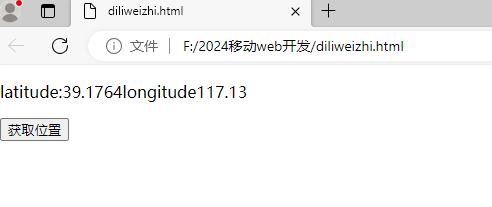 diliweizhi.html
文件 F:/2024移动web开发/diliweizhi.html
latitude:39.1764longitude117.13
获取位置